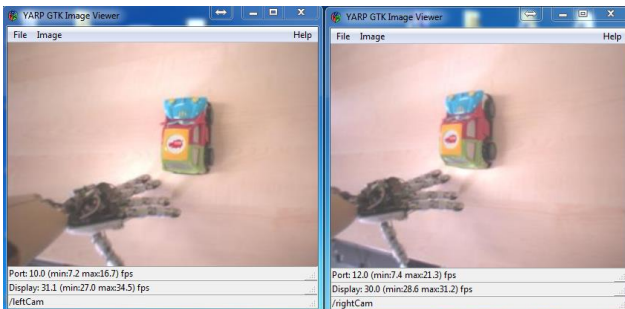 YARP GTK Image Viewer
File Image Help
Port: 10.0 (min:7.2 max:16.7) fps
Display: 31.1 (min:27.0 max:34.5) fps
/leftCam
YARP GTK Image Viewer
File Image Help
Port: 12.0 (min:7.4 max:21.3) fps
Display: 30.0 (min:28.6 max:31.2) fps
/rightCam